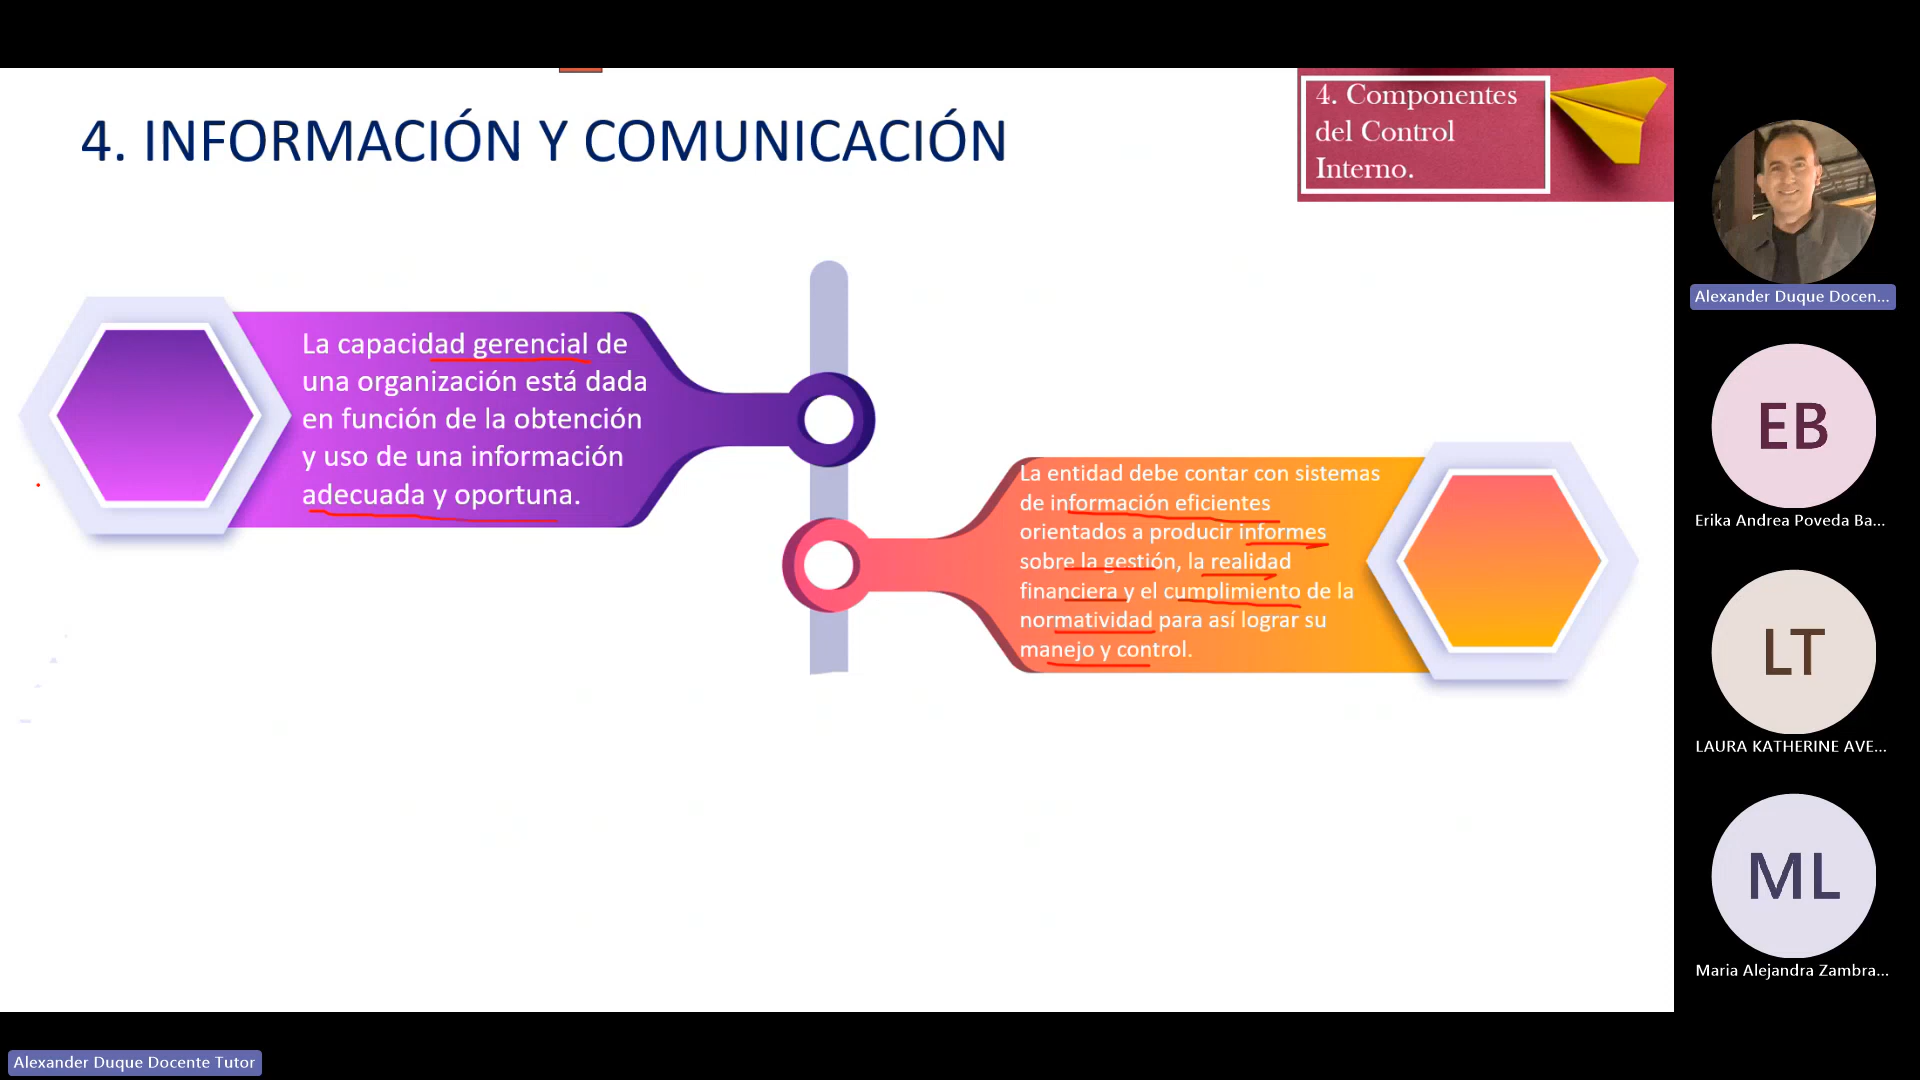 4. INFORMACIÓN Y COMUNICACIÓN
4. Componentes
del Control
Interno.
La capacidad gerencial de
una organización está dada
en función de la obtención
y uso de una información
adecuada y oportuna.
La entidad debe contar con sistemas
de información eficientes
orientados a producir informes
sobre la gestión, la realidad
financiera y el cumplimiento de la
normatividad para así lograr su
manejo y control.
Alexander Duque Docen...
EB
Erika Andrea Poveda Ba...
LT
LAURA KATHERINE AVE...
ML
Maria Alejandra Zambra...
Alexander Duque Docente Tutor